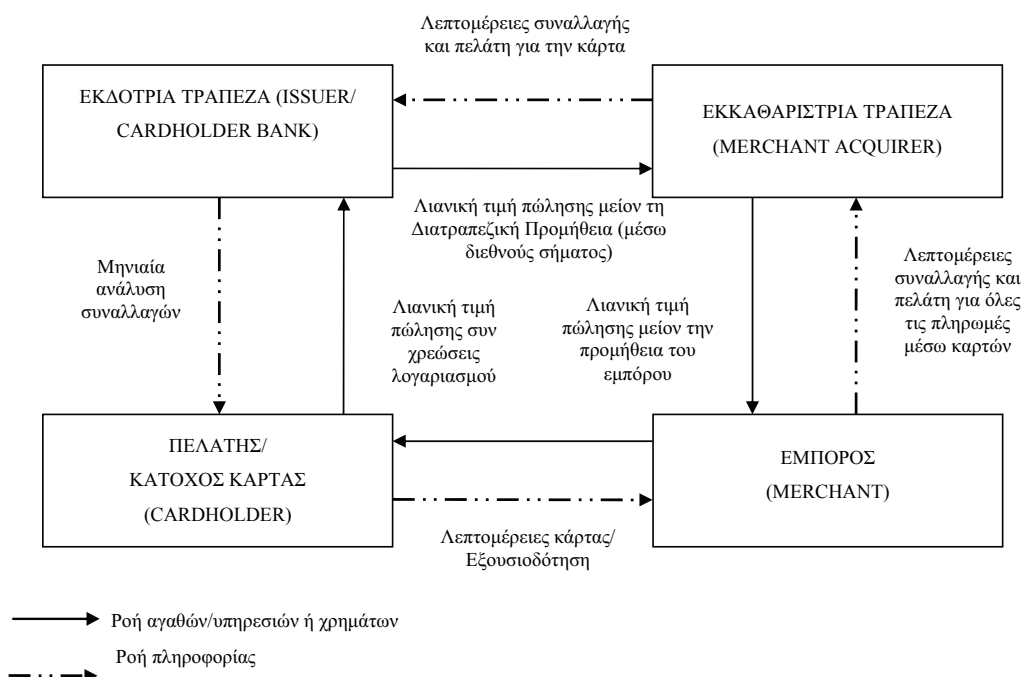 Λεπτομέρειες συναλλαγής
και πελάτη για την κάρτα
ΕΚΔΟΤΡΙΑ ΤΡΑΠΕΖΑ (ISSUER/
CARDHOLDER BANK)
ΕΚΚΑΘΑΡΙΣΤΡΙΑ ΤΡΑΠΕΖΑ
(MERCHANT ACQUIRER)
Λιανική τιμή πώλησης μείον τη
Διατραπεζική Προμήθεια (μέσω
διεθνούς σήματος)
Μηνιαία
ανάλυση
συναλλαγών
Λιανική τιμή
πώλησης συν
χρεώσεις
λογαριασμού
Λιανική τιμή
πώλησης μείον την
προμήθεια του
εμπόρου
Λεπτομέρειες
συναλλαγής και
πελάτη για όλες
τις πληρωμές
μέσω καρτών
ΠΕΛΑΤΗΣ/
ΚΑΤΟΧΟΣ ΚΑΡΤΑΣ
(CARDHOLDER)
ΕΜΠΟΡΟΣ
(MERCHANT)
Λεπτομέρειες κάρτας/
Εξουσιοδότηση
Ροή αγαθών/υπηρεσιών ή χρημάτων
Ροή πληροφορίας